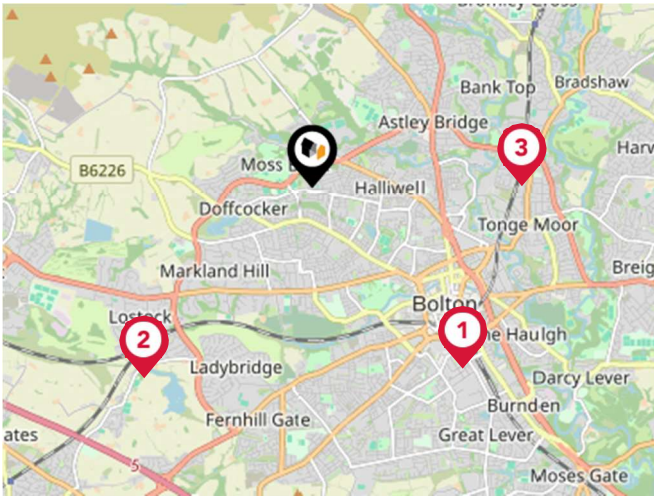 Bromley Cross
Bank Top
Bradshaw
Astley Bridge
3
Harw
B6226
Moss B
Halliwell
Doffcocker
Tonge Moor
Markland Hill
Breig
Bolton
Lostock
1
he Haulgh
2
Ladybridge
Darcy Lever
Burnden
Fernhill Gate
ates
Great Lever
5
Moses Gate